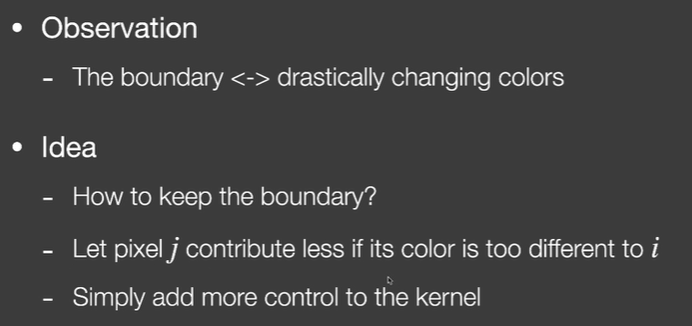 • Observation
- The boundary <-> drastically changing colors
• Idea
- How to keep the boundary?
- Let pixel j contribute less if its color is too different to i
- Simply add more control to the kernel